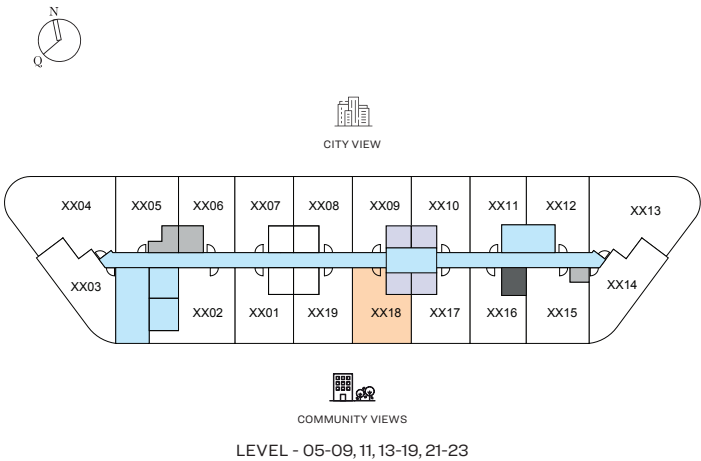 N
Q
CITY VIEW
XX04 XX05 XX06 XX07 XX08 XX09 XX10 XX11 XX12 XX13
XX03 XX14
XX02 XX01 XX19 XX18 XX17 XX16 XX15
COMMUNITY VIEWS
LEVEL - 05-09, 11, 13-19, 21-23